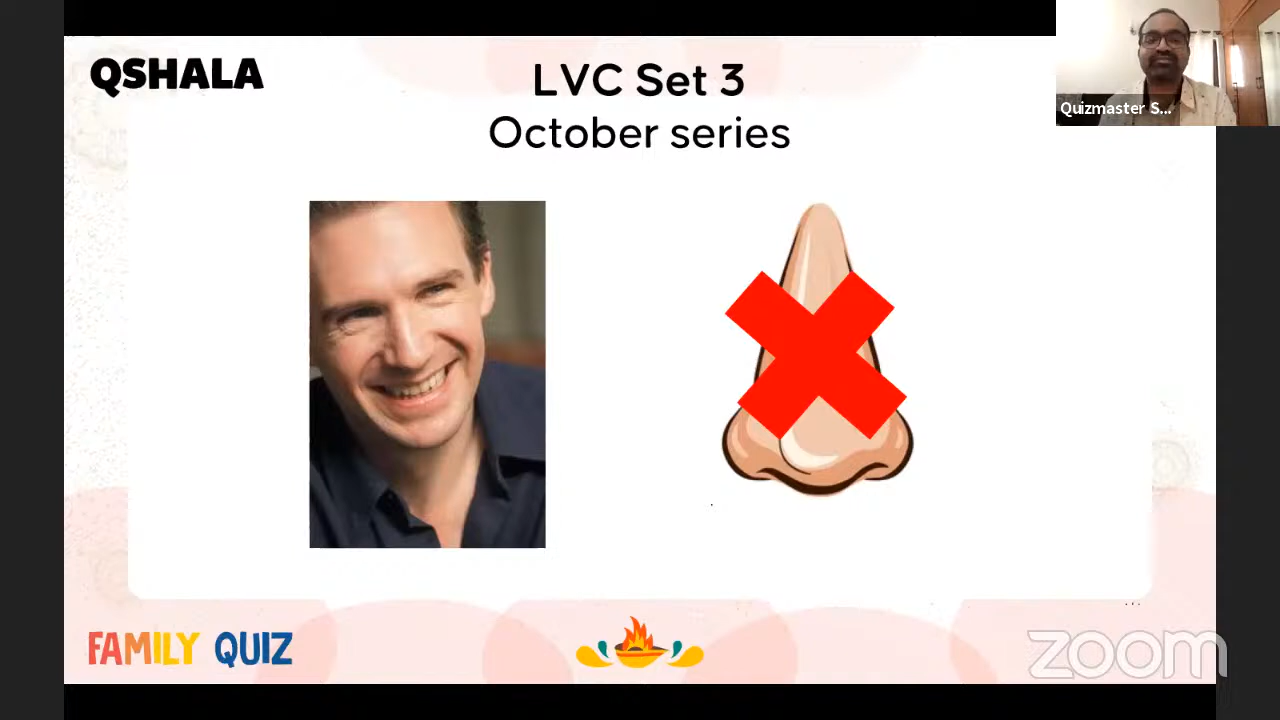 QSHALA
LVC Set 3
October series
Quizmaster S...
FAMILY QUIZ
zoom